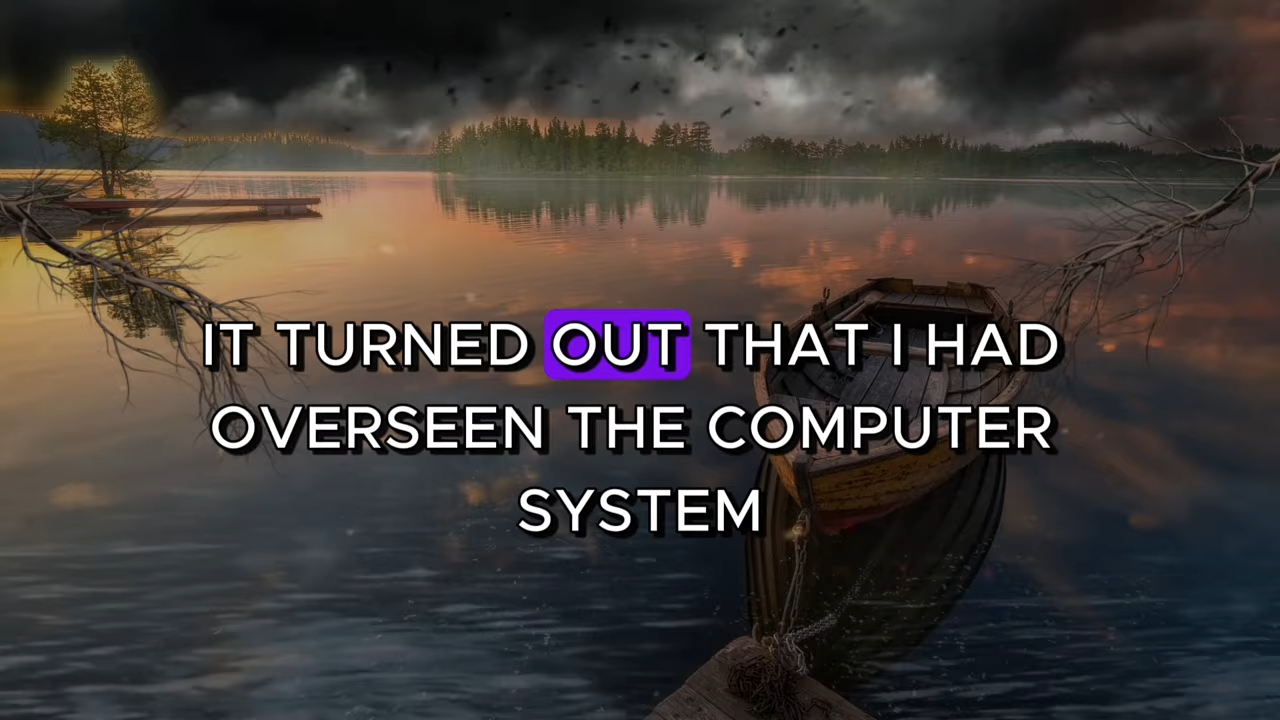 IT TURNED OUT THAT I HAD
OVERSEEN THE COMPUTER
SYSTEM